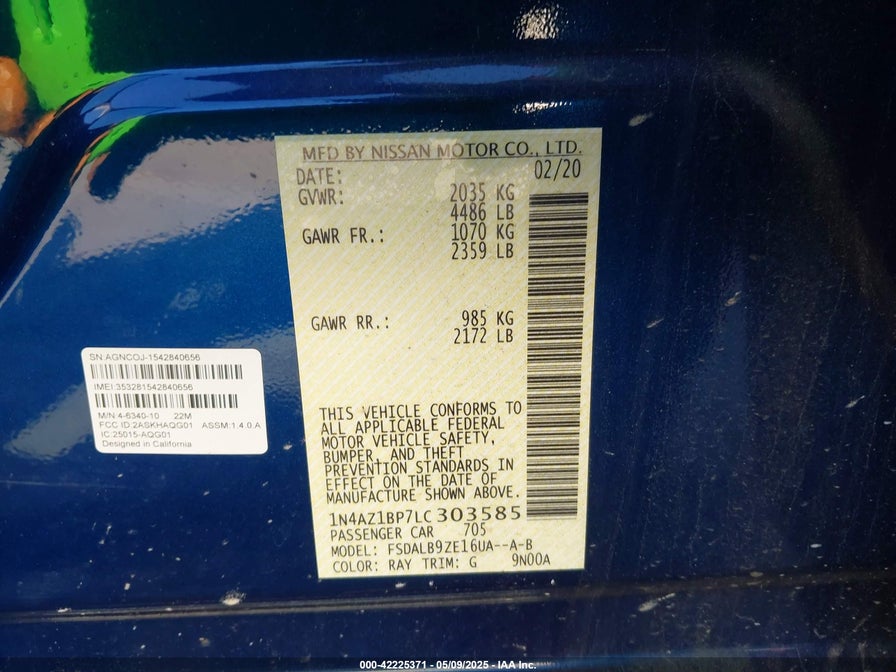 MFD BY NISSAN MOTOR CO., LTD.
DATE: 02/20
GVWR: 2035 KG
4486 LB
GAWR FR.: 1070 KG
2359 LB
GAWR RR.: 985 KG
2172 LB
THIS VEHICLE CONFORMS TO
ALL APPLICABLE FEDERAL
MOTOR VEHICLE SAFETY,
BUMPER, AND THEFT
PREVENTION STANDARDS IN
EFFECT ON THE DATE OF
MANUFACTURE SHOWN ABOVE.
1N4AZ1BP7LC303585
PASSENGER CAR 705
MODEL: FSDALB9ZE16UA--A-B
COLOR: RAY TRIM: G 9N00A
SN:AGNCOJ-1542840656
IMEI:353281542840656
M/N:4-6340-10 22M
FCC ID:2ASKHAQG01 ASSM:1.4.0.A
IC:25015-AQG01
Designed in California
000-42225371 - 05/09/2025 - IAA Inc.